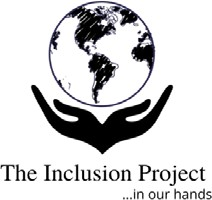 The Inclusion Project
...in our hands